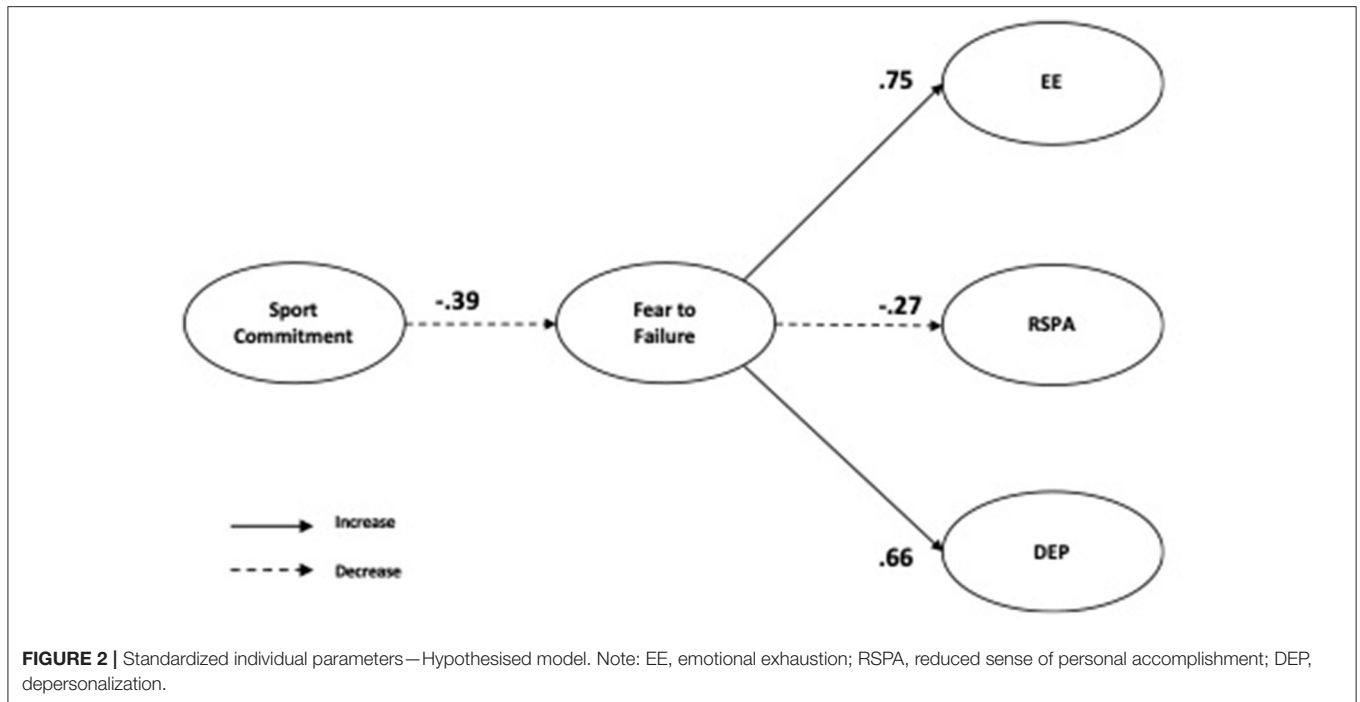 .75
EE
Sport
Commitment
-.39
Fear to
Failure
-.27
RSPA
.66
DEP
Increase
Decrease
FIGURE 2 | Standardized individual parameters—Hypothesised model. Note: EE, emotional exhaustion; RSPA, reduced sense of personal accomplishment; DEP,
depersonalization.